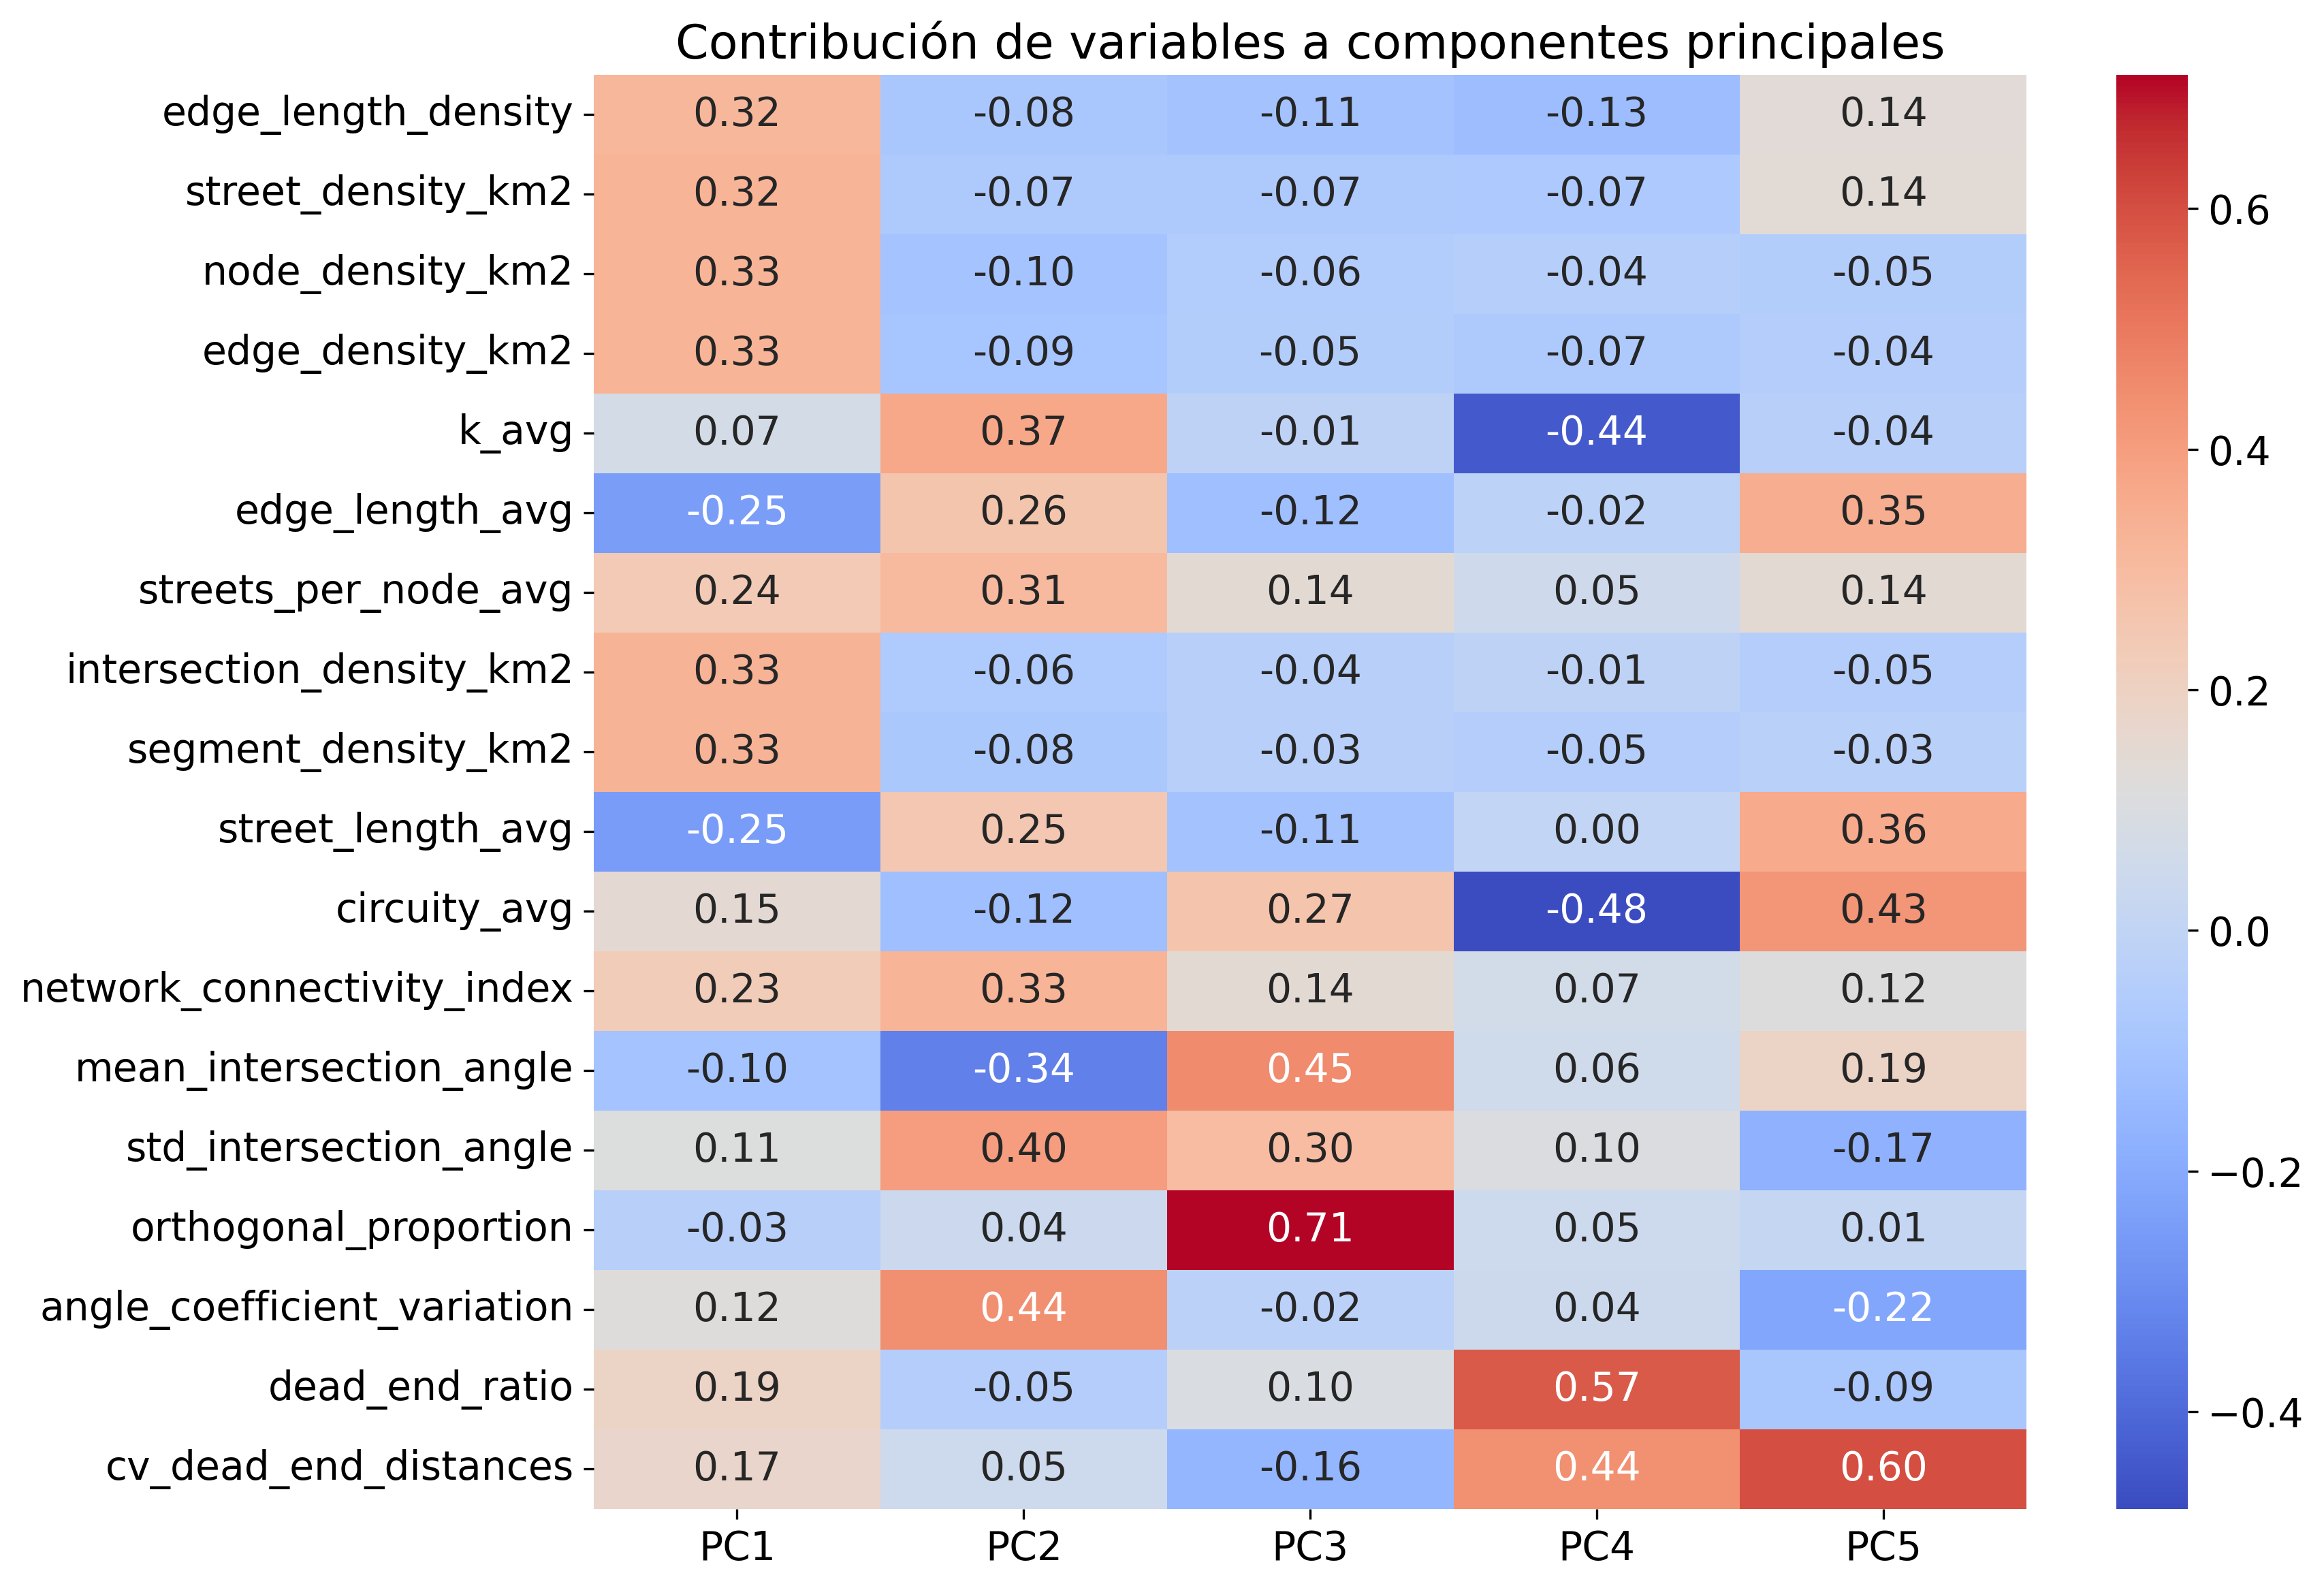 Contribución de variables a componentes principales
edge_length_density 0.32 -0.08 -0.11 -0.13 0.14
street_density_km2 0.32 -0.07 -0.07 -0.07 0.14
node_density_km2 0.33 -0.10 -0.06 -0.04 -0.05
edge_density_km2 0.33 -0.09 -0.05 -0.07 -0.04
k_avg 0.07 0.37 -0.01 -0.44 -0.04
edge_length_avg -0.25 0.26 -0.12 -0.02 0.35
streets_per_node_avg 0.24 0.31 0.14 0.05 0.14
intersection_density_km2 0.33 -0.06 -0.04 -0.01 -0.05
segment_density_km2 0.33 -0.08 -0.03 -0.05 -0.03
street_length_avg -0.25 0.25 -0.11 0.00 0.36
circuity_avg 0.15 -0.12 0.27 -0.48 0.43
network_connectivity_index 0.23 0.33 0.14 0.07 0.12
mean_intersection_angle -0.10 -0.34 0.45 0.06 0.19
std_intersection_angle 0.11 0.40 0.30 0.10 -0.17
orthogonal_proportion -0.03 0.04 0.71 0.05 0.01
angle_coefficient_variation 0.12 0.44 -0.02 0.04 -0.22
dead_end_ratio 0.19 -0.05 0.10 0.57 -0.09
cv_dead_end_distances 0.17 0.05 -0.16 0.44 0.60
PC1 PC2 PC3 PC4 PC5
0.6
0.4
0.2
0.0
−0.2
−0.4